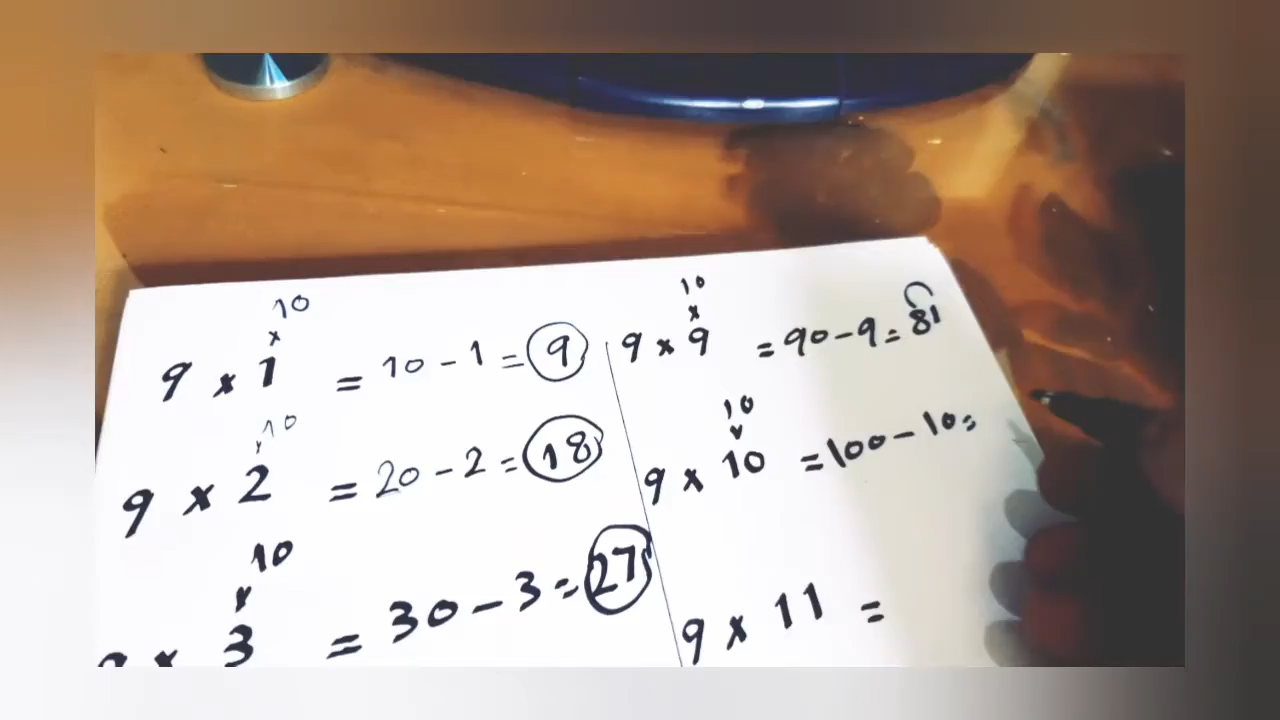 10
×
9 × 1 = 10 - 1 = 9
10
×
9 × 2 = 20 - 2 = 18
10
×
9 × 3 = 30 - 3 = 27
10
×
9 × 9 = 90 - 9 = 81
10
×
9 × 10 = 100 - 10 =
9 × 11 =